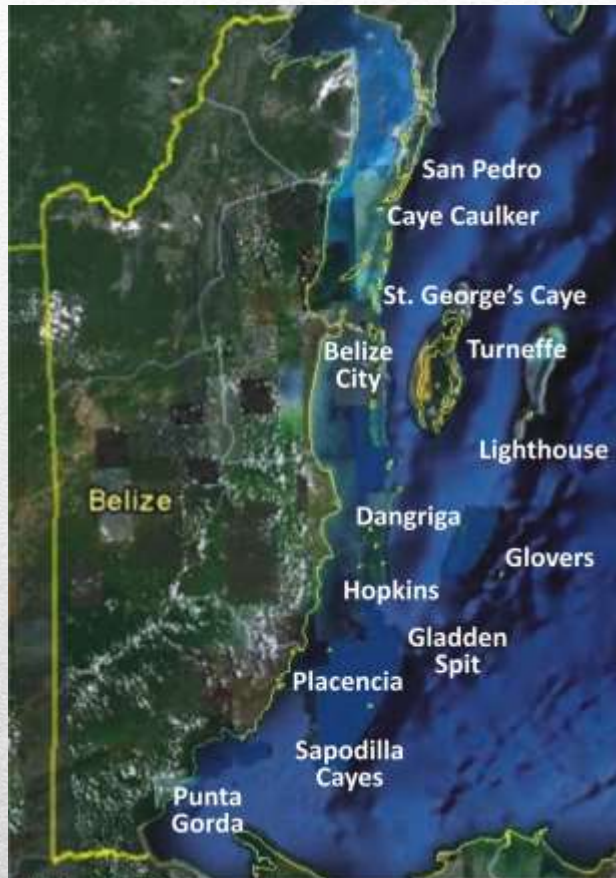 San Pedro
Caye Caulker
St. George's Caye
Belize
City
Turneffe
Lighthouse
Belize
Dangriga
Glovers
Hopkins
Gladden
Spit
Placencia
Sapodilla
Cayes
Punta
Gorda